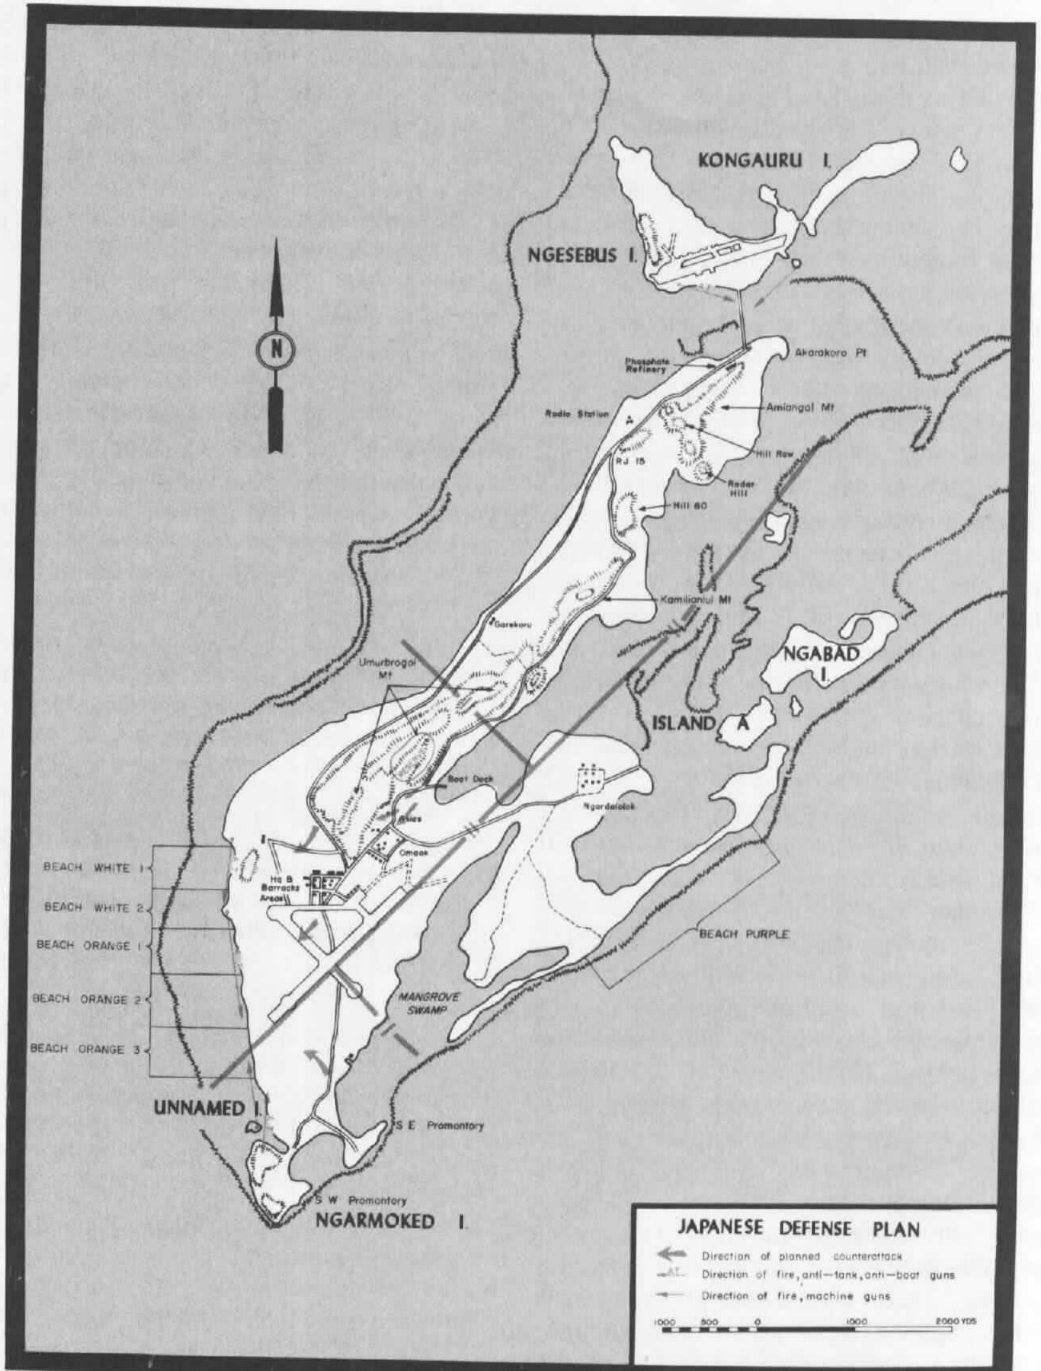 KONGAURU I.
NGESEBUS I.
N
Akarakoro Pt
Phosphate
Refinery
Amiangal Mt
Radio Station
Hill Row
RJ 15
Radar
Hill
Hill 80
Kamilianlul Mt
Garekoru
Umurbrogol
Mt
NGABAD
I.
ISLAND A
Boat Dock
Ngardololok
Asias
Omaok
BEACH WHITE 1
Hq &
Barracks
Areas
BEACH WHITE 2
BEACH ORANGE 1
BEACH PURPLE
BEACH ORANGE 2
MANGROVE
SWAMP
BEACH ORANGE 3
UNNAMED I.
S E Promontory
S W Promontory
NGARMOKED I.
JAPANESE DEFENSE PLAN
Direction of planned counterattack
AT
Direction of fire, anti-tank, anti-boat guns
Direction of fire, machine guns
1000 500 0 1000 2000 YDS